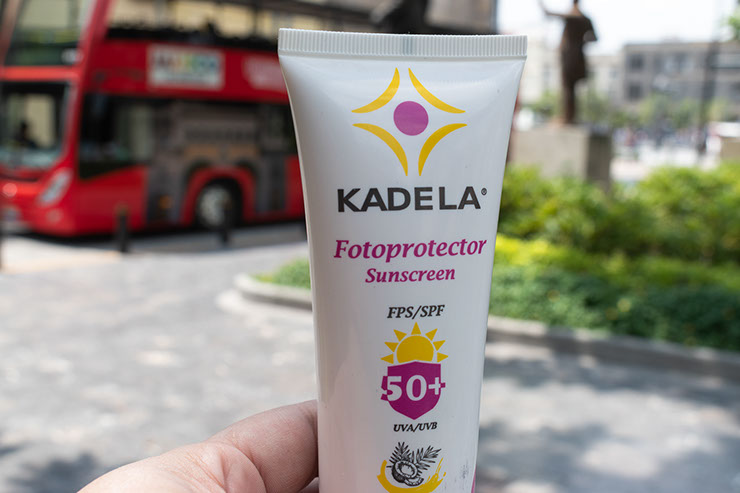 KADELA®
Fotoprotector
Sunscreen
FPS/SPF
50+
UVA/UVB